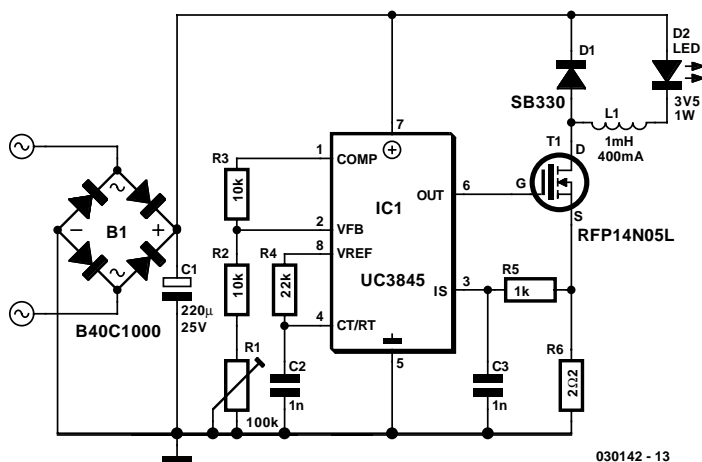 D1
SB330
D2
LED
3V5
1W
L1
1mH
400mA
T1
D
G
S
RFP14N05L
7
1
COMP
R3
10k
IC1
OUT
6
2
VFB
8
VREF
R2
10k
R4
22k
UC3845
IS
3
R5
1k
4
CT/RT
5
B1
B40C1000
C1
220µ
25V
R1
100k
C2
1n
C3
1n
R6
2Ω2
030142 - 13